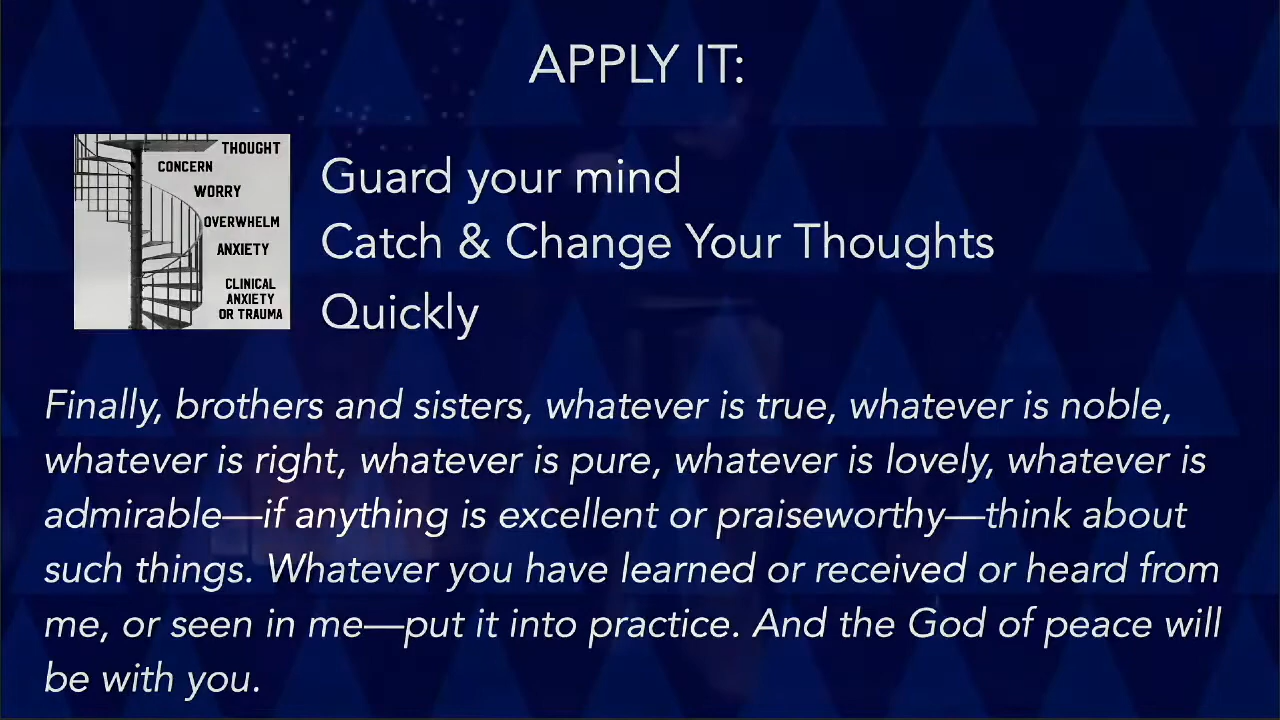 APPLY IT:
THOUGHT
CONCERN
WORRY
OVERWHELM
ANXIETY
CLINICAL
ANXIETY
OR TRAUMA
Guard your mind
Catch & Change Your Thoughts
Quickly
Finally, brothers and sisters, whatever is true, whatever is noble,
whatever is right, whatever is pure, whatever is lovely, whatever is
admirable—if anything is excellent or praiseworthy—think about
such things. Whatever you have learned or received or heard from
me, or seen in me—put it into practice. And the God of peace will
be with you.